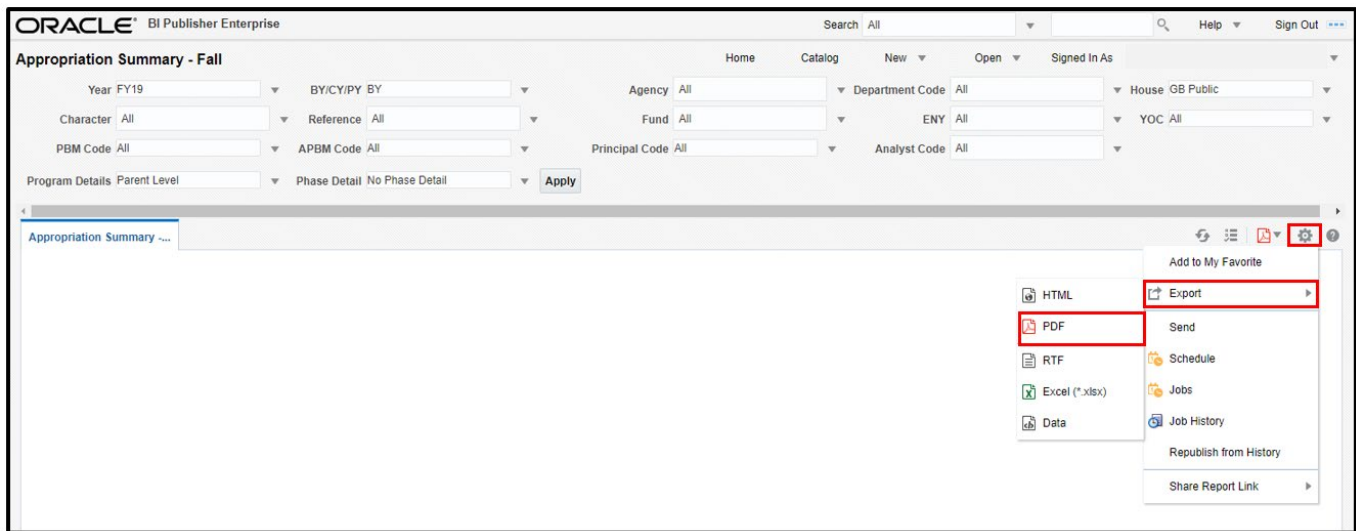 ORACLE BI Publisher Enterprise Search All Help Sign Out
Appropriation Summary - Fall Home Catalog New Open Signed In As
Year FY19 BY/CY/PY BY Agency All Department Code All House GB Public
Character All Reference All Fund All ENY All YOC All
PBM Code All APBM Code All Principal Code All Analyst Code All
Program Details Parent Level Phase Detail No Phase Detail Apply
Appropriation Summary -...
Add to My Favorite
Export
Send
Schedule
Jobs
Job History
Republish from History
Share Report Link
HTML
PDF
RTF
Excel (*.xlsx)
Data